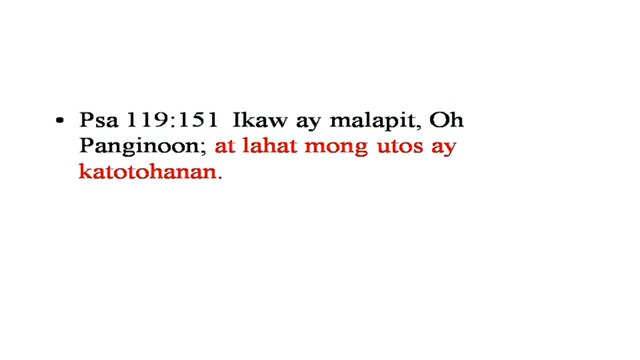 • Psa 119:151 Ikaw ay malapit, Oh
Panginoon; at lahat mong utos ay
katotohanan.